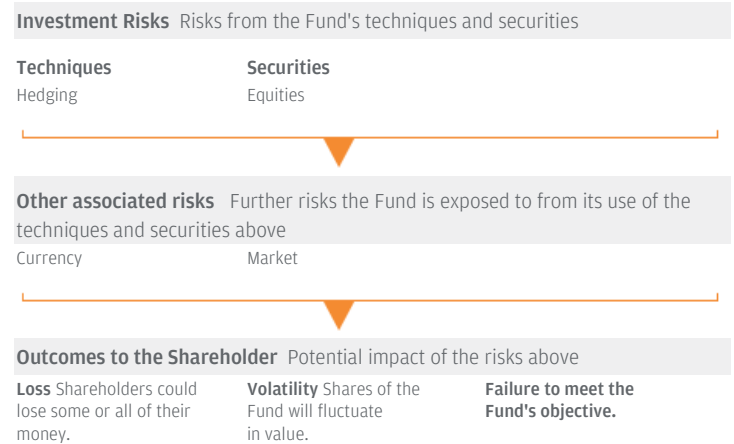 Investment Risks Risks from the Fund's techniques and securities
Techniques Securities
Hedging Equities
Other associated risks Further risks the Fund is exposed to from its use of the
techniques and securities above
Currency Market
Outcomes to the Shareholder Potential impact of the risks above
Loss Shareholders could
lose some or all of their
money.
Volatility Shares of the
Fund will fluctuate
in value.
Failure to meet the
Fund's objective.